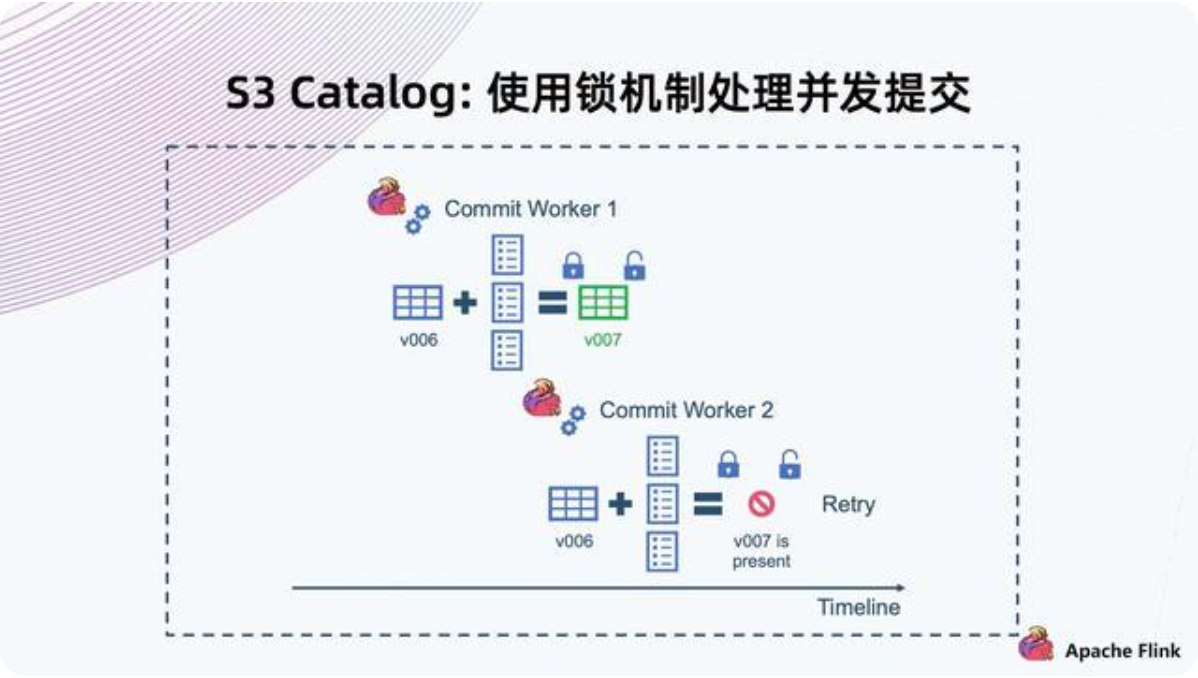 S3 Catalog: 使用锁机制处理并发提交
Commit Worker 1
v006
v007
Commit Worker 2
v006
v007 is
present
Retry
Timeline
Apache Flink